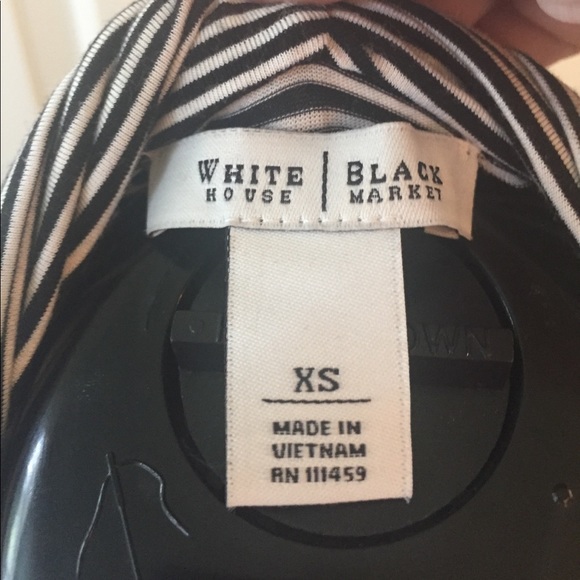 WHITE HOUSE | BLACK MARKET
XS
MADE IN
VIETNAM
RN 111459